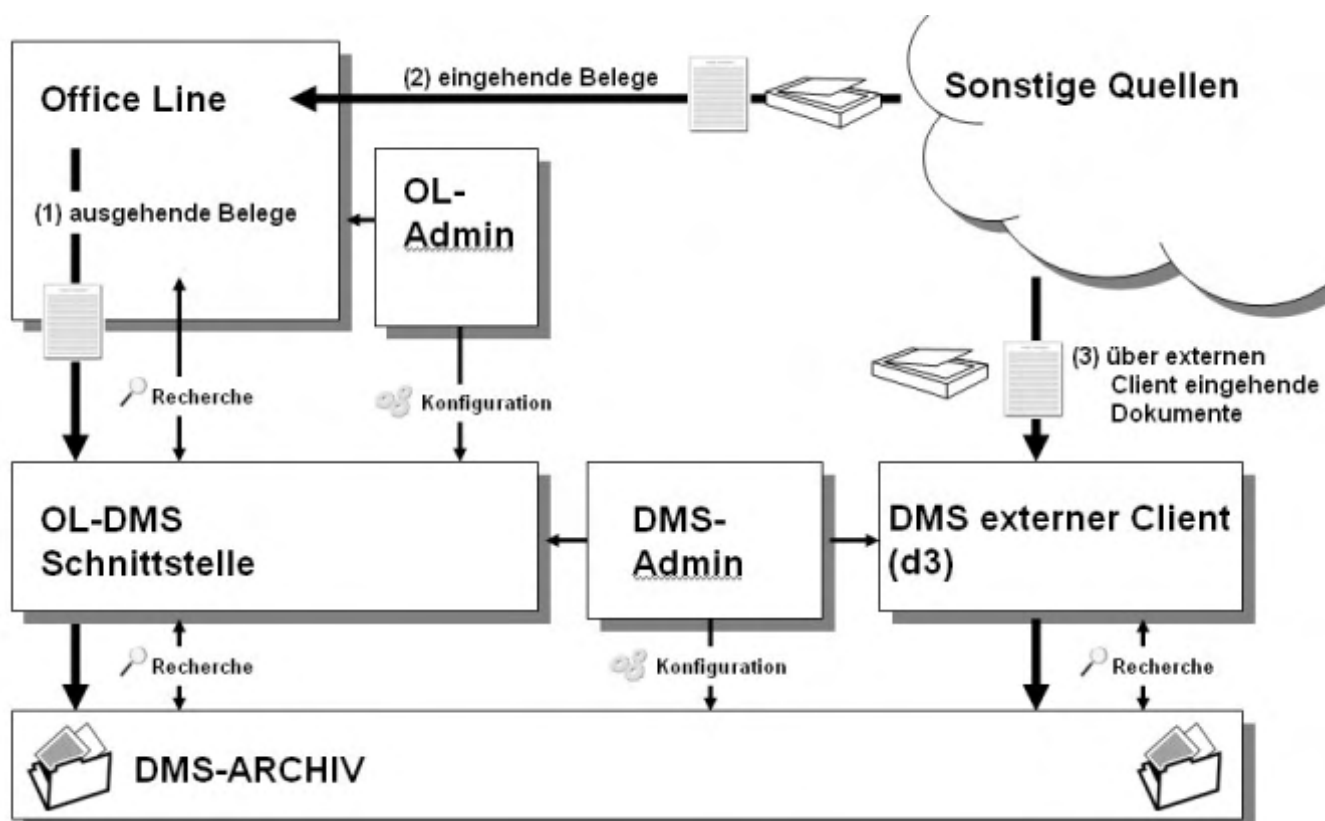 (2) eingehende Belege
Office Line
Sonstige Quellen
OL-
Admin
(1) ausgehende Belege
(3) über externen
Client eingehende
Dokumente
Recherche
Konfiguration
OL-DMS
Schnittstelle
DMS-
Admin
DMS externer Client
(d3)
Recherche
Konfiguration
Recherche
DMS-ARCHIV